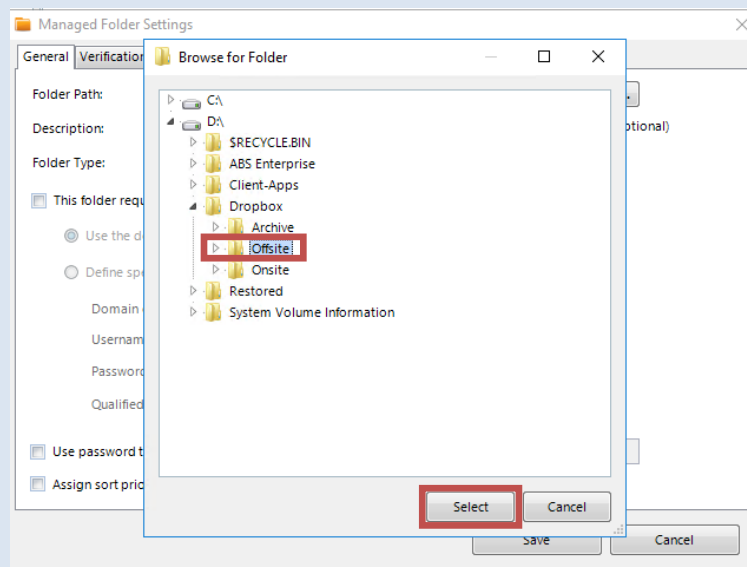 Managed Folder Settings
General
Verification
Browse for Folder
Folder Path:
Description:
ptional)
Folder Type:
This folder requ
Use the d
Define spe
Domain
Usernam
Password
Qualified
Use password t
Assign sort prio
C:\
D:\
$RECYCLE.BIN
ABS Enterprise
Client-Apps
Dropbox
Archive
Offsite
Onsite
Restored
System Volume Information
Select
Cancel
Save
Cancel